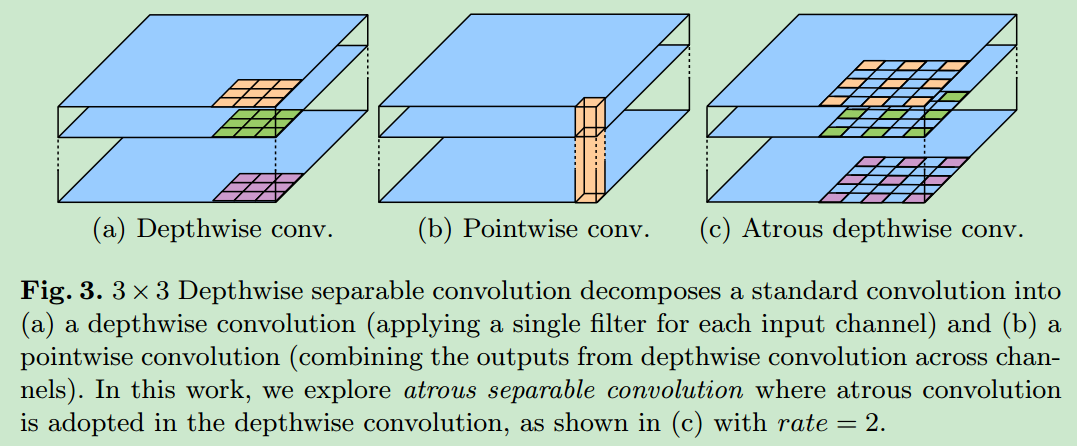 (a) Depthwise conv.
(b) Pointwise conv.
(c) Atrous depthwise conv.
Fig. 3. 3 × 3 Depthwise separable convolution decomposes a standard convolution into
(a) a depthwise convolution (applying a single filter for each input channel) and (b) a
pointwise convolution (combining the outputs from depthwise convolution across chan-
nels). In this work, we explore atrous separable convolution where atrous convolution
is adopted in the depthwise convolution, as shown in (c) with rate = 2.